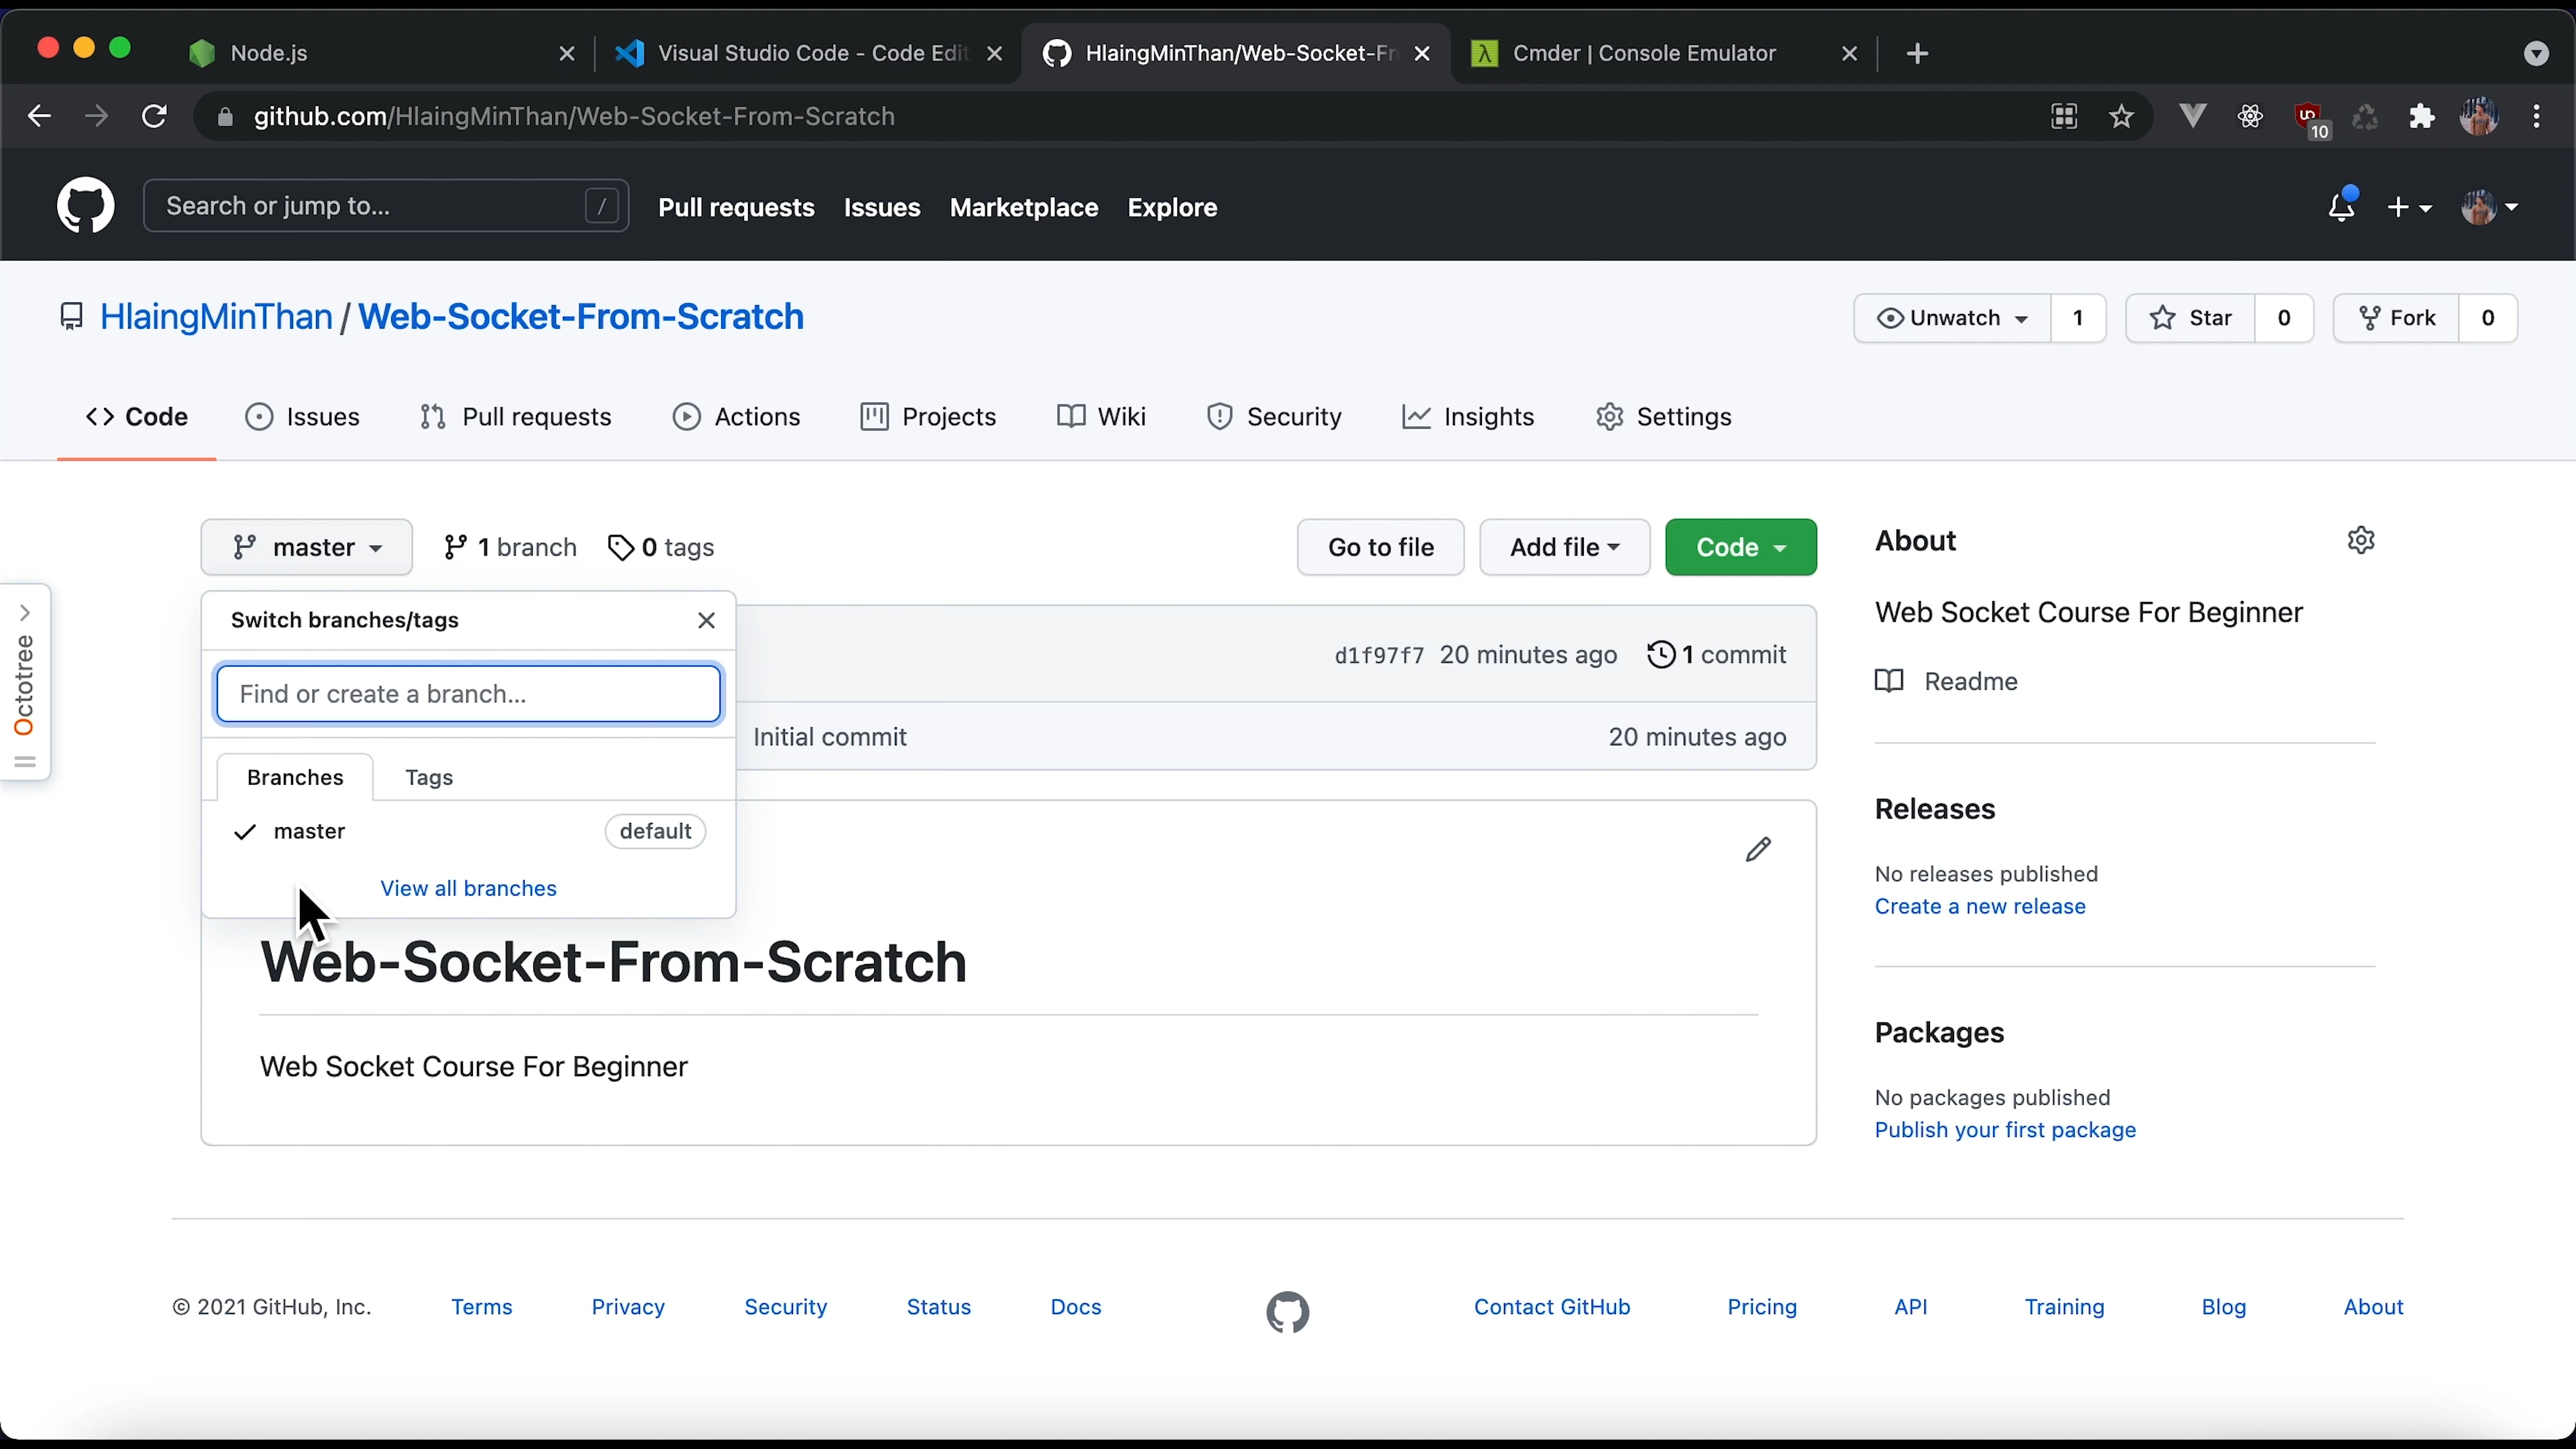 Node.js
Visual Studio Code - Code Edit
HlaingMinThan/Web-Socket-Fr
Cmder | Console Emulator
github.com/HlaingMinThan/Web-Socket-From-Scratch
10
Search or jump to... /
Pull requests Issues Marketplace Explore
HlaingMinThan / Web-Socket-From-Scratch
Unwatch 1 Star 0 Fork 0
Code Issues Pull requests Actions Projects Wiki Security Insights Settings
master 1 branch 0 tags Go to file Add file Code
Switch branches/tags
Find or create a branch...
Branches Tags
master default
View all branches
d1f97f7 20 minutes ago 1 commit
Initial commit 20 minutes ago
Web-Socket-From-Scratch
Web Socket Course For Beginner
Octotree
About
Web Socket Course For Beginner
Readme
Releases
No releases published
Create a new release
Packages
No packages published
Publish your first package
© 2021 GitHub, Inc. Terms Privacy Security Status Docs Contact GitHub Pricing API Training Blog About